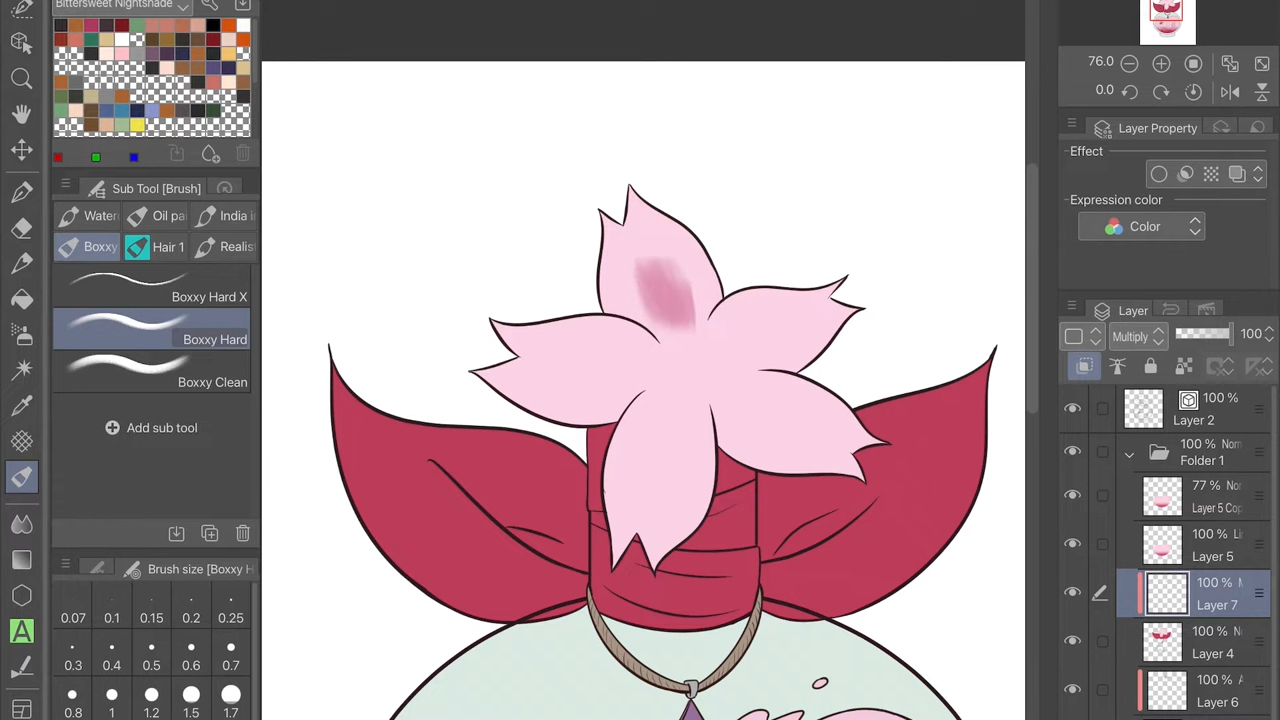 Bittersweet Nightshade
Sub Tool [Brush]
Water
Oil pa
India i
Boxxy
Hair 1
Realis
Boxxy Hard X
Boxxy Hard
Boxxy Clean
Add sub tool
Brush size [Boxxy H
0.07 0.1 0.15 0.2 0.25
0.3 0.4 0.5 0.6 0.7
0.8 1 1.2 1.5 1.7
A
76.0
0.0
Layer Property
Effect
Expression color
Color
Layer
Multiply
100
100 %
Layer 2
100 % Nor
Folder 1
77 % No
Layer 5 Cop
100 % Li
Layer 5
100 %
Layer 7
100 % N
Layer 4
100 % A
Layer 6